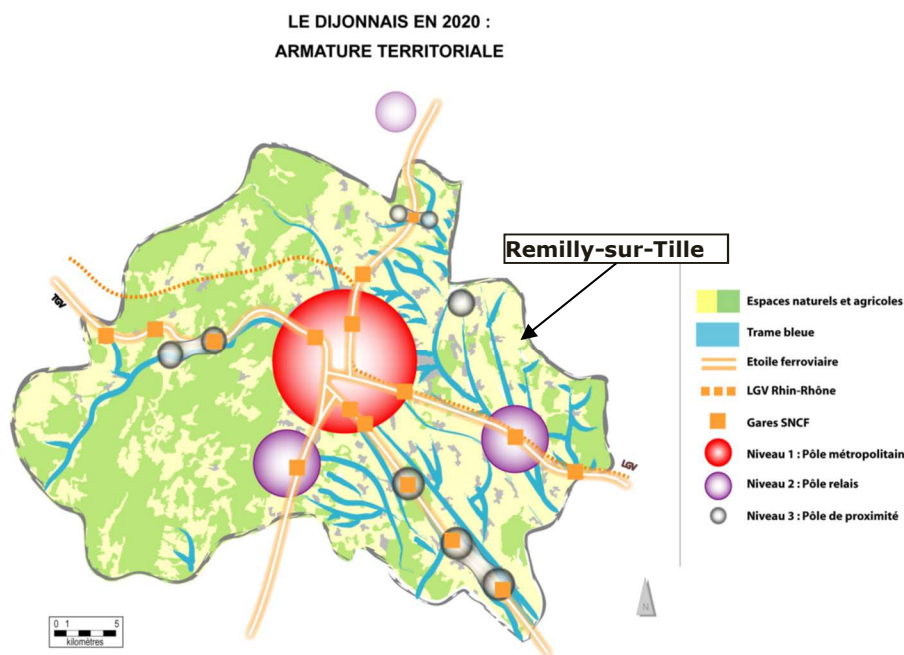 LE DIJONNAIS EN 2020 :
ARMATURE TERRITORIALE
Remilly-sur-Tille
TGV
LGV
Espaces naturels et agricoles
Trame bleue
Etoile ferroviaire
LGV Rhin-Rhône
Gares SNCF
Niveau 1 : Pôle métropolitain
Niveau 2 : Pôle relais
Niveau 3 : Pôle de proximité
0 1 5
kilomètres
N